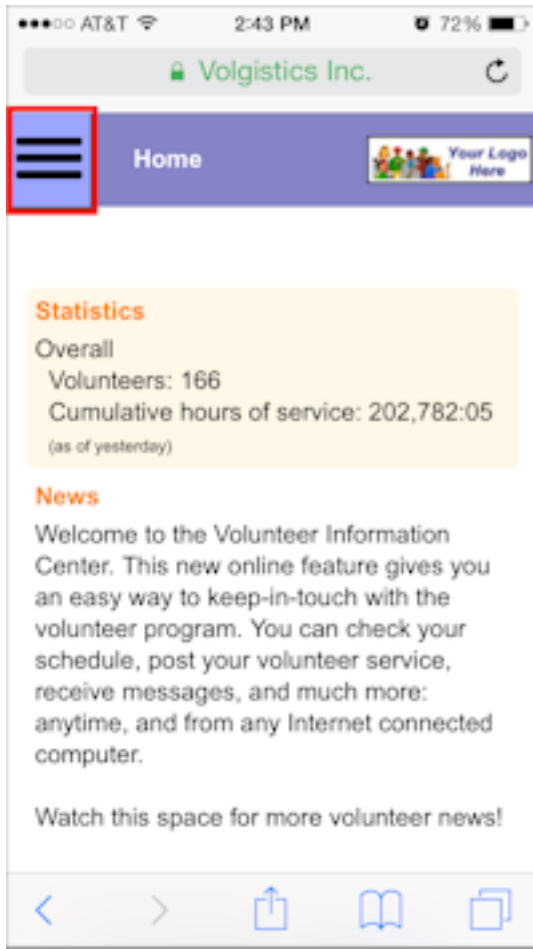 AT&T 2:43 PM 72%
Volgistics Inc.
Home
Your Logo
Here
Statistics
Overall
Volunteers: 166
Cumulative hours of service: 202,782:05
(as of yesterday)
News
Welcome to the Volunteer Information
Center. This new online feature gives you
an easy way to keep-in-touch with the
volunteer program. You can check your
schedule, post your volunteer service,
receive messages, and much more:
anytime, and from any Internet connected
computer.
Watch this space for more volunteer news!